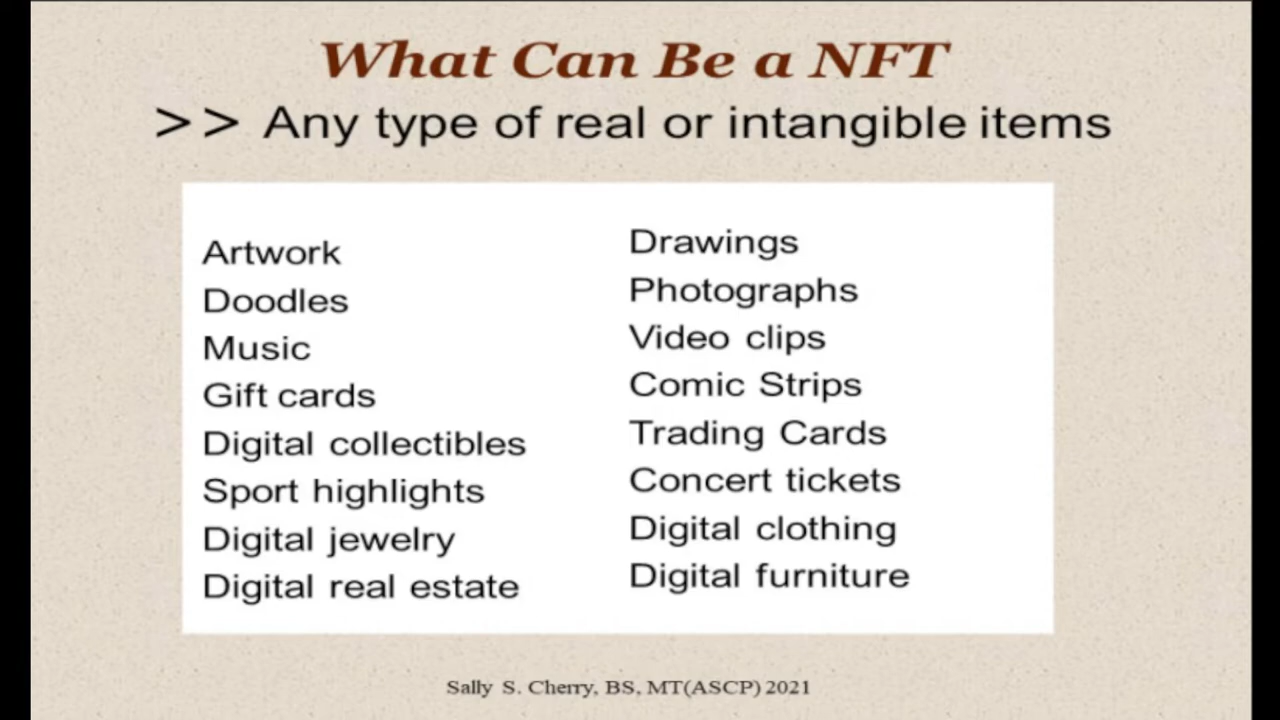 What Can Be a NFT
>> Any type of real or intangible items
Artwork
Doodles
Music
Gift cards
Digital collectibles
Sport highlights
Digital jewelry
Digital real estate
Drawings
Photographs
Video clips
Comic Strips
Trading Cards
Concert tickets
Digital clothing
Digital furniture
Sally S. Cherry, BS, MT(ASCP) 2021